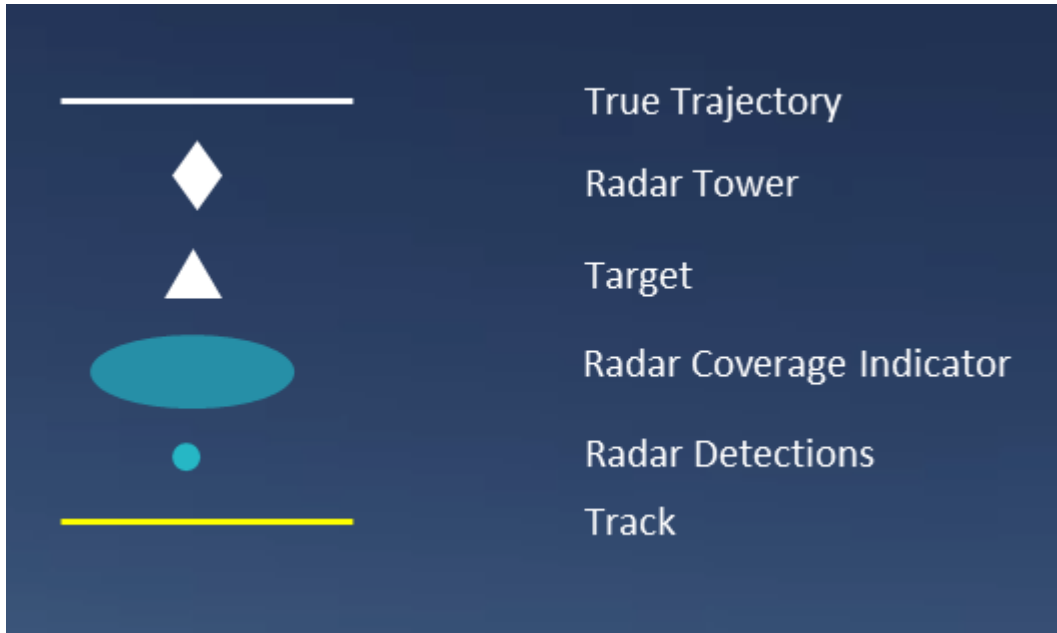 True Trajectory
Radar Tower
Target
Radar Coverage Indicator
Radar Detections
Track